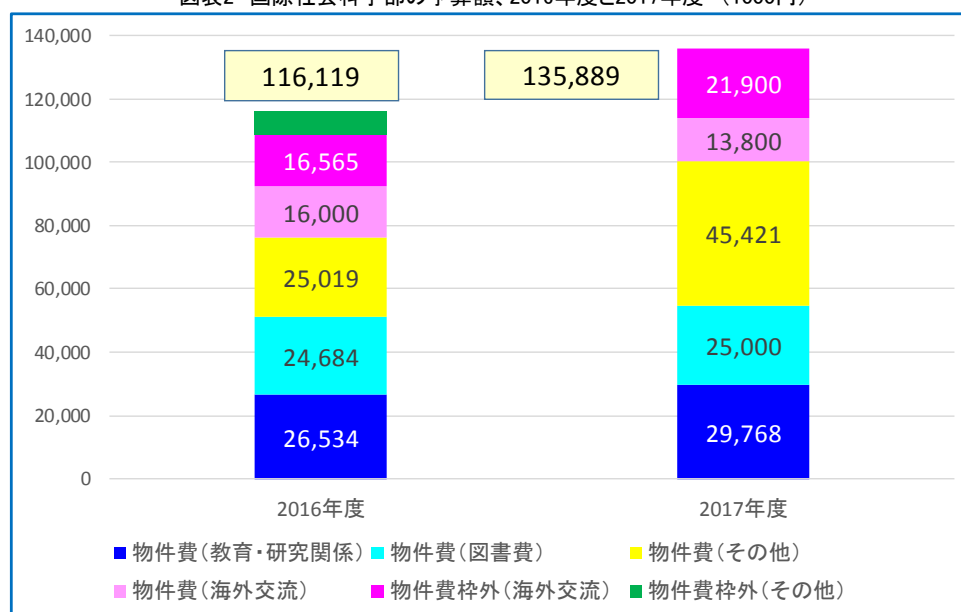 140,000
120,000
100,000
80,000
60,000
40,000
20,000
0
116,119
135,889
16,565
16,000
25,019
24,684
26,534
21,900
13,800
45,421
25,000
29,768
2016年度
2017年度
物件費(教育・研究関係)
物件費(図書費)
物件費(その他)
物件費(海外交流)
物件費枠外(海外交流)
物件費枠外(その他)